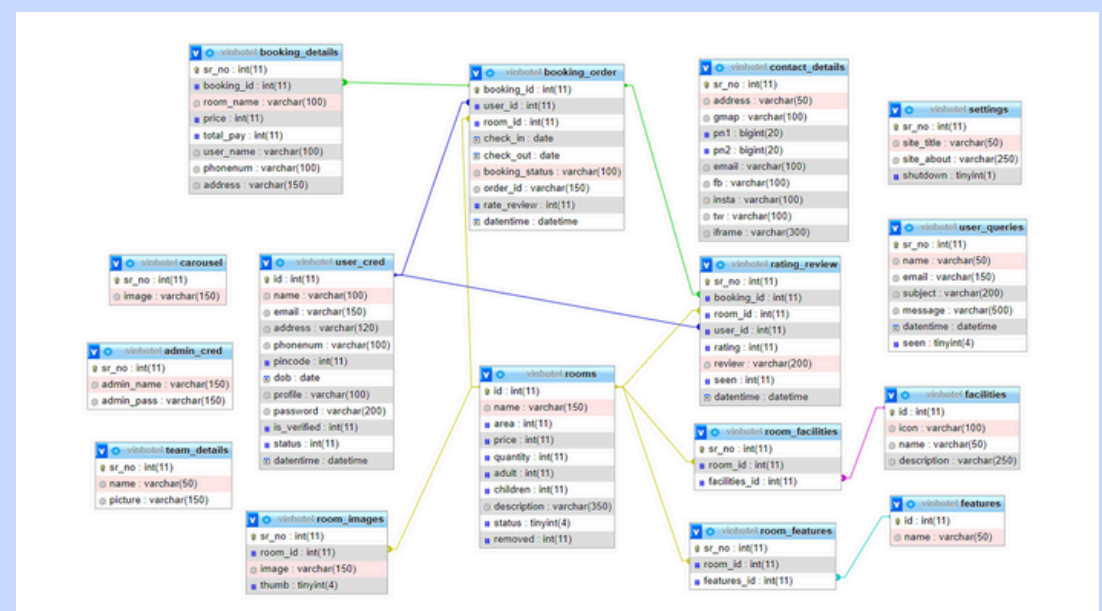 vinhotel booking_details
sr_no : int(11)
booking_id : int(11)
room_name : varchar(100)
price : int(11)
total_pay : int(11)
user_name : varchar(100)
phonenum : varchar(100)
address : varchar(150)
vinhotel booking_order
booking_id : int(11)
user_id : int(11)
room_id : int(11)
check_in : date
check_out : date
booking_status : varchar(100)
order_id : varchar(150)
rate_review : int(11)
datentime : datetime
vinhotel contact_details
sr_no : int(11)
address : varchar(50)
gmap : varchar(100)
pn1 : bigint(20)
pn2 : bigint(20)
email : varchar(100)
fb : varchar(100)
insta : varchar(100)
tw : varchar(100)
iframe : varchar(300)
vinhotel settings
sr_no : int(11)
site_title : varchar(50)
site_about : varchar(250)
shutdown : tinyint(1)
vinhotel carousel
sr_no : int(11)
image : varchar(150)
vinhotel user_cred
id : int(11)
name : varchar(100)
email : varchar(150)
address : varchar(120)
phonenum : varchar(100)
pincode : int(11)
dob : date
profile : varchar(100)
password : varchar(200)
is_verified : int(11)
status : int(11)
datentime : datetime
vinhotel rating_review
sr_no : int(11)
booking_id : int(11)
room_id : int(11)
user_id : int(11)
rating : int(11)
review : varchar(200)
seen : int(11)
datentime : datetime
vinhotel user_queries
sr_no : int(11)
name : varchar(50)
email : varchar(150)
subject : varchar(200)
message : varchar(500)
datentime : datetime
seen : tinyint(4)
vinhotel admin_cred
sr_no : int(11)
admin_name : varchar(150)
admin_pass : varchar(150)
vinhotel rooms
id : int(11)
name : varchar(150)
area : int(11)
price : int(11)
quantity : int(11)
adult : int(11)
children : int(11)
description : varchar(350)
status : tinyint(4)
removed : int(11)
vinhotel room_facilities
sr_no : int(11)
room_id : int(11)
facilities_id : int(11)
vinhotel facilities
id : int(11)
icon : varchar(100)
name : varchar(50)
description : varchar(250)
vinhotel team_details
sr_no : int(11)
name : varchar(50)
picture : varchar(150)
vinhotel room_images
sr_no : int(11)
room_id : int(11)
image : varchar(150)
thumb : tinyint(4)
vinhotel room_features
sr_no : int(11)
room_id : int(11)
features_id : int(11)
vinhotel features
id : int(11)
name : varchar(50)